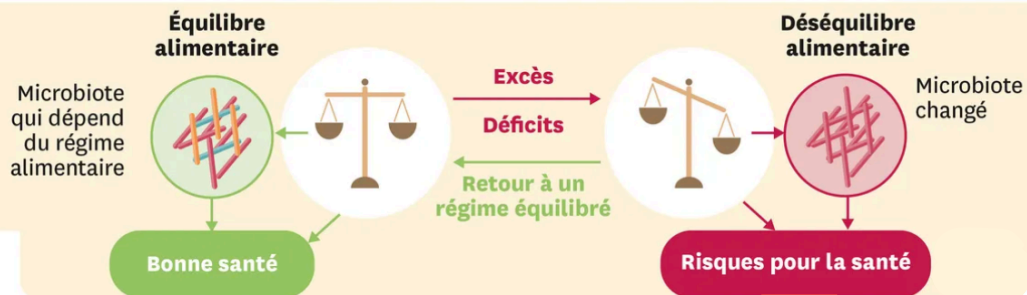 Équilibre
alimentaire
Microbiote
qui dépend
du régime
alimentaire
Excès
Déficits
Retour à un
régime équilibré
Déséquilibre
alimentaire
Microbiote
changé
Bonne santé
Risques pour la santé